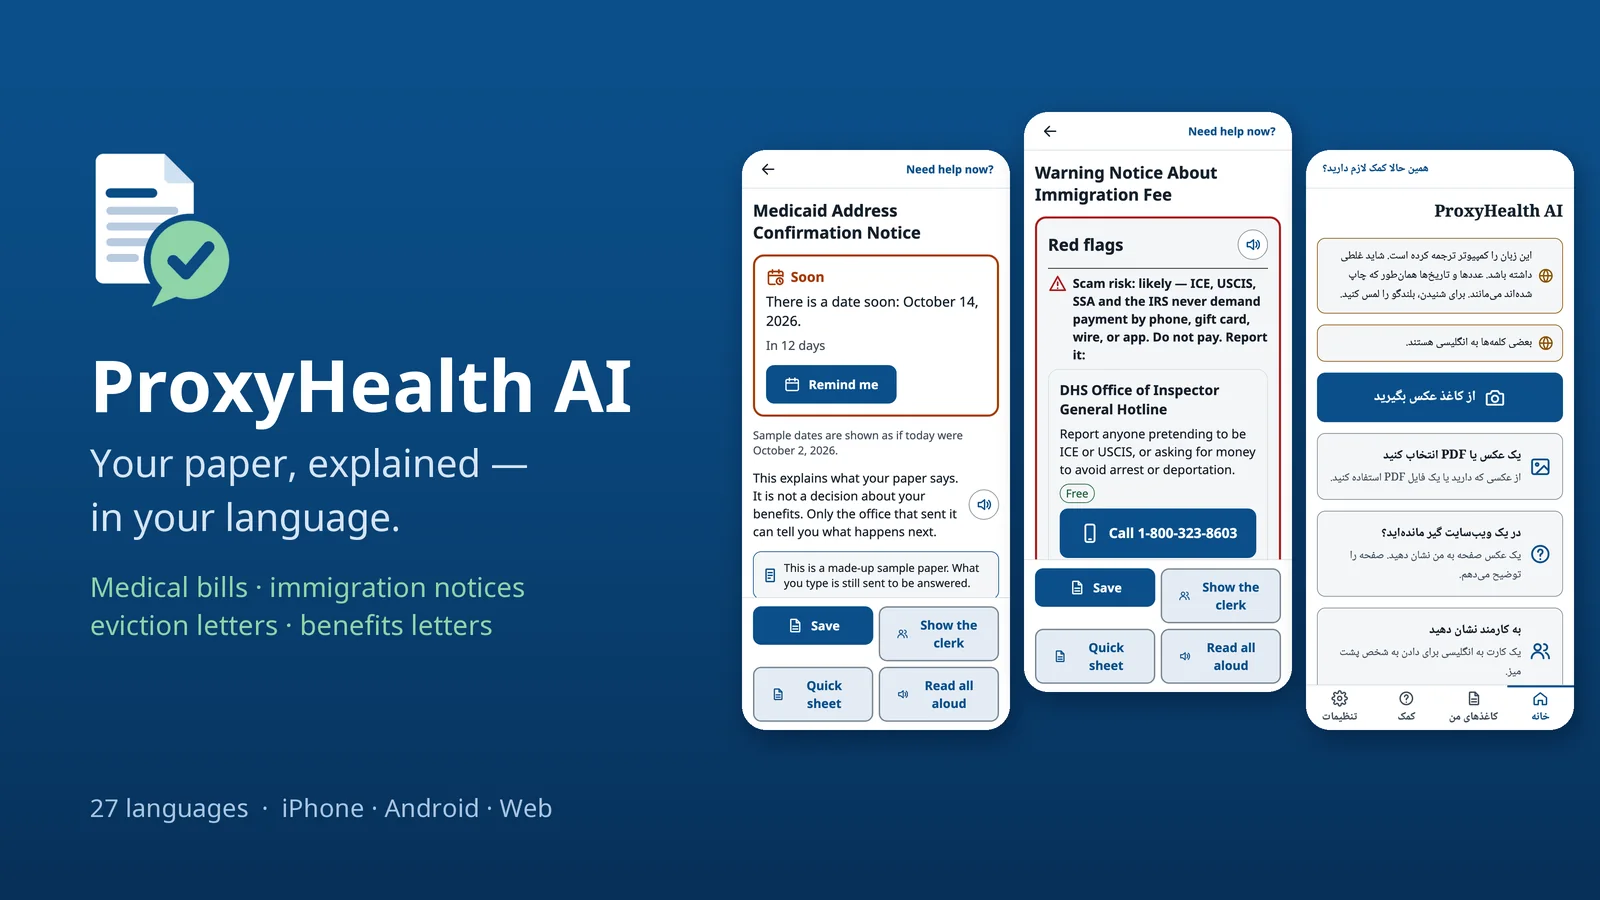 ProxyHealth AI
Your paper, explained —
in your language.
Medical bills · immigration notices
eviction letters · benefits letters
27 languages · iPhone · Android · Web
Need help now?
Medicaid Address
Confirmation Notice
Soon
There is a date soon: October 14,
2026.
In 12 days
Remind me
Sample dates are shown as if today were
October 2, 2026.
This explains what your paper says.
It is not a decision about your
benefits. Only the office that sent it
can tell you what happens next.
This is a made-up sample paper. What
you type is still sent to be answered.
Save
Show the
clerk
Quick
sheet
Read all
aloud
Need help now?
Warning Notice About
Immigration Fee
Red flags
Scam risk: likely — ICE, USCIS,
SSA and the IRS never demand
payment by phone, gift card,
wire, or app. Do not pay. Report
it:
DHS Office of Inspector
General Hotline
Report anyone pretending to be
ICE or USCIS, or asking for money
to avoid arrest or deportation.
Free
Call 1-800-323-8603
Save
Show the
clerk
Quick
sheet
Read all
aloud
همین حالا کمک لازم دارید؟
ProxyHealth AI
این زبان را کمپیوتر ترجمه کرده است. شاید غلطی
داشته باشد. عددها و تاریخ‌ها همان‌طور که چاپ
شده‌اند می‌مانند. برای شنیدن، بلندگو را لمس کنید.
بعضی کلمه‌ها به انگلیسی هستند.
از کاغذ عکس بگیرید
یک عکس یا PDF انتخاب کنید
از عکسی که دارید یا یک فایل PDF استفاده کنید.
در یک وب‌سایت گیر مانده‌اید؟
یک عکس صفحه به من نشان دهید. صفحه را
توضیح می‌دهم.
به کارمند نشان دهید
یک کارت به انگلیسی برای دادن به شخص پشت
میز.
خانه
کاغذهای من
کمک
تنظیمات